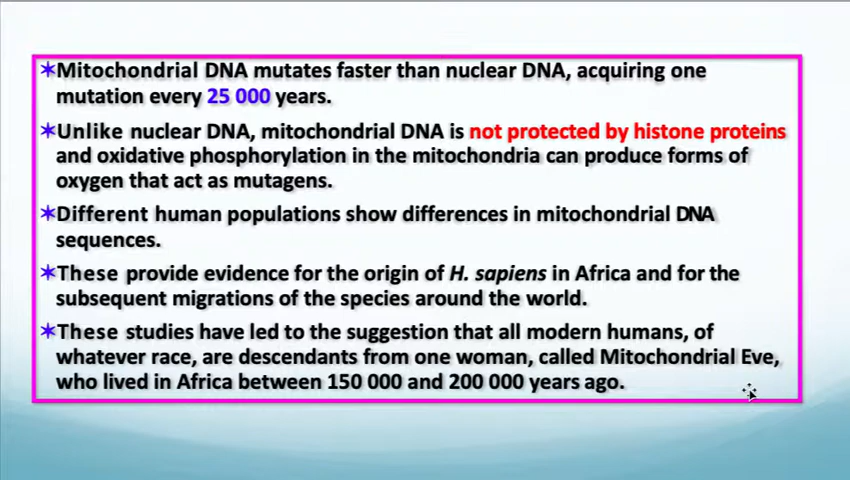 ✶Mitochondrial DNA mutates faster than nuclear DNA, acquiring one
mutation every 25 000 years.
✶Unlike nuclear DNA, mitochondrial DNA is not protected by histone proteins
and oxidative phosphorylation in the mitochondria can produce forms of
oxygen that act as mutagens.
✶Different human populations show differences in mitochondrial DNA
sequences.
✶These provide evidence for the origin of H. sapiens in Africa and for the
subsequent migrations of the species around the world.
✶These studies have led to the suggestion that all modern humans, of
whatever race, are descendants from one woman, called Mitochondrial Eve,
who lived in Africa between 150 000 and 200 000 years ago.